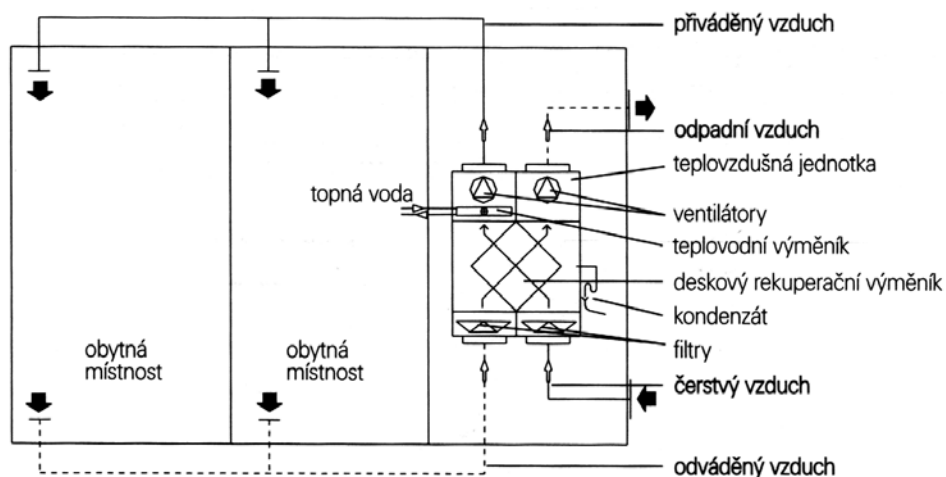 přiváděný vzduch
odpadní vzduch
teplovzdušná jednotka
topná voda
ventilátory
teplovodní výměník
deskový rekuperační výměník
kondenzát
obytná
místnost
obytná
místnost
filtry
čerstvý vzduch
odváděný vzduch